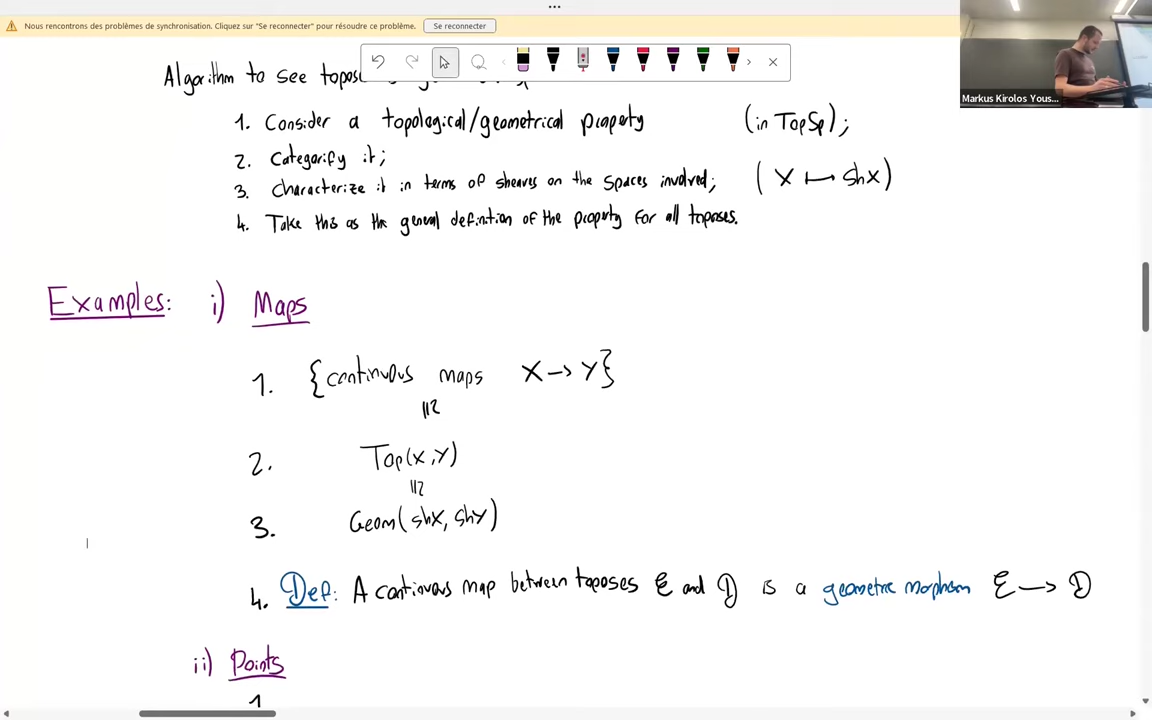 Nous rencontrons des problèmes de synchronisation. Cliquez sur "Se reconnecter" pour résoudre ce problème.
Se reconnecter
Markus Kirolos Yous...
Algorithm to see topose
1. Consider a topological/geometrical property (in TopSp);
2. Categorify it;
3. Characterize it in terms of sheaves on the spaces involved; (X ⟼ shX)
4. Take this as the general definition of the property for all toposes.
Examples: i) Maps
1. {continuous maps X → Y}
≅
2. Top(X,Y)
≅
3. Geom(shX, shY)
4. Def: A continuous map between toposes ℰ and 𝒟 is a geometric morphism ℰ ⟶ 𝒟
ii) Points
1